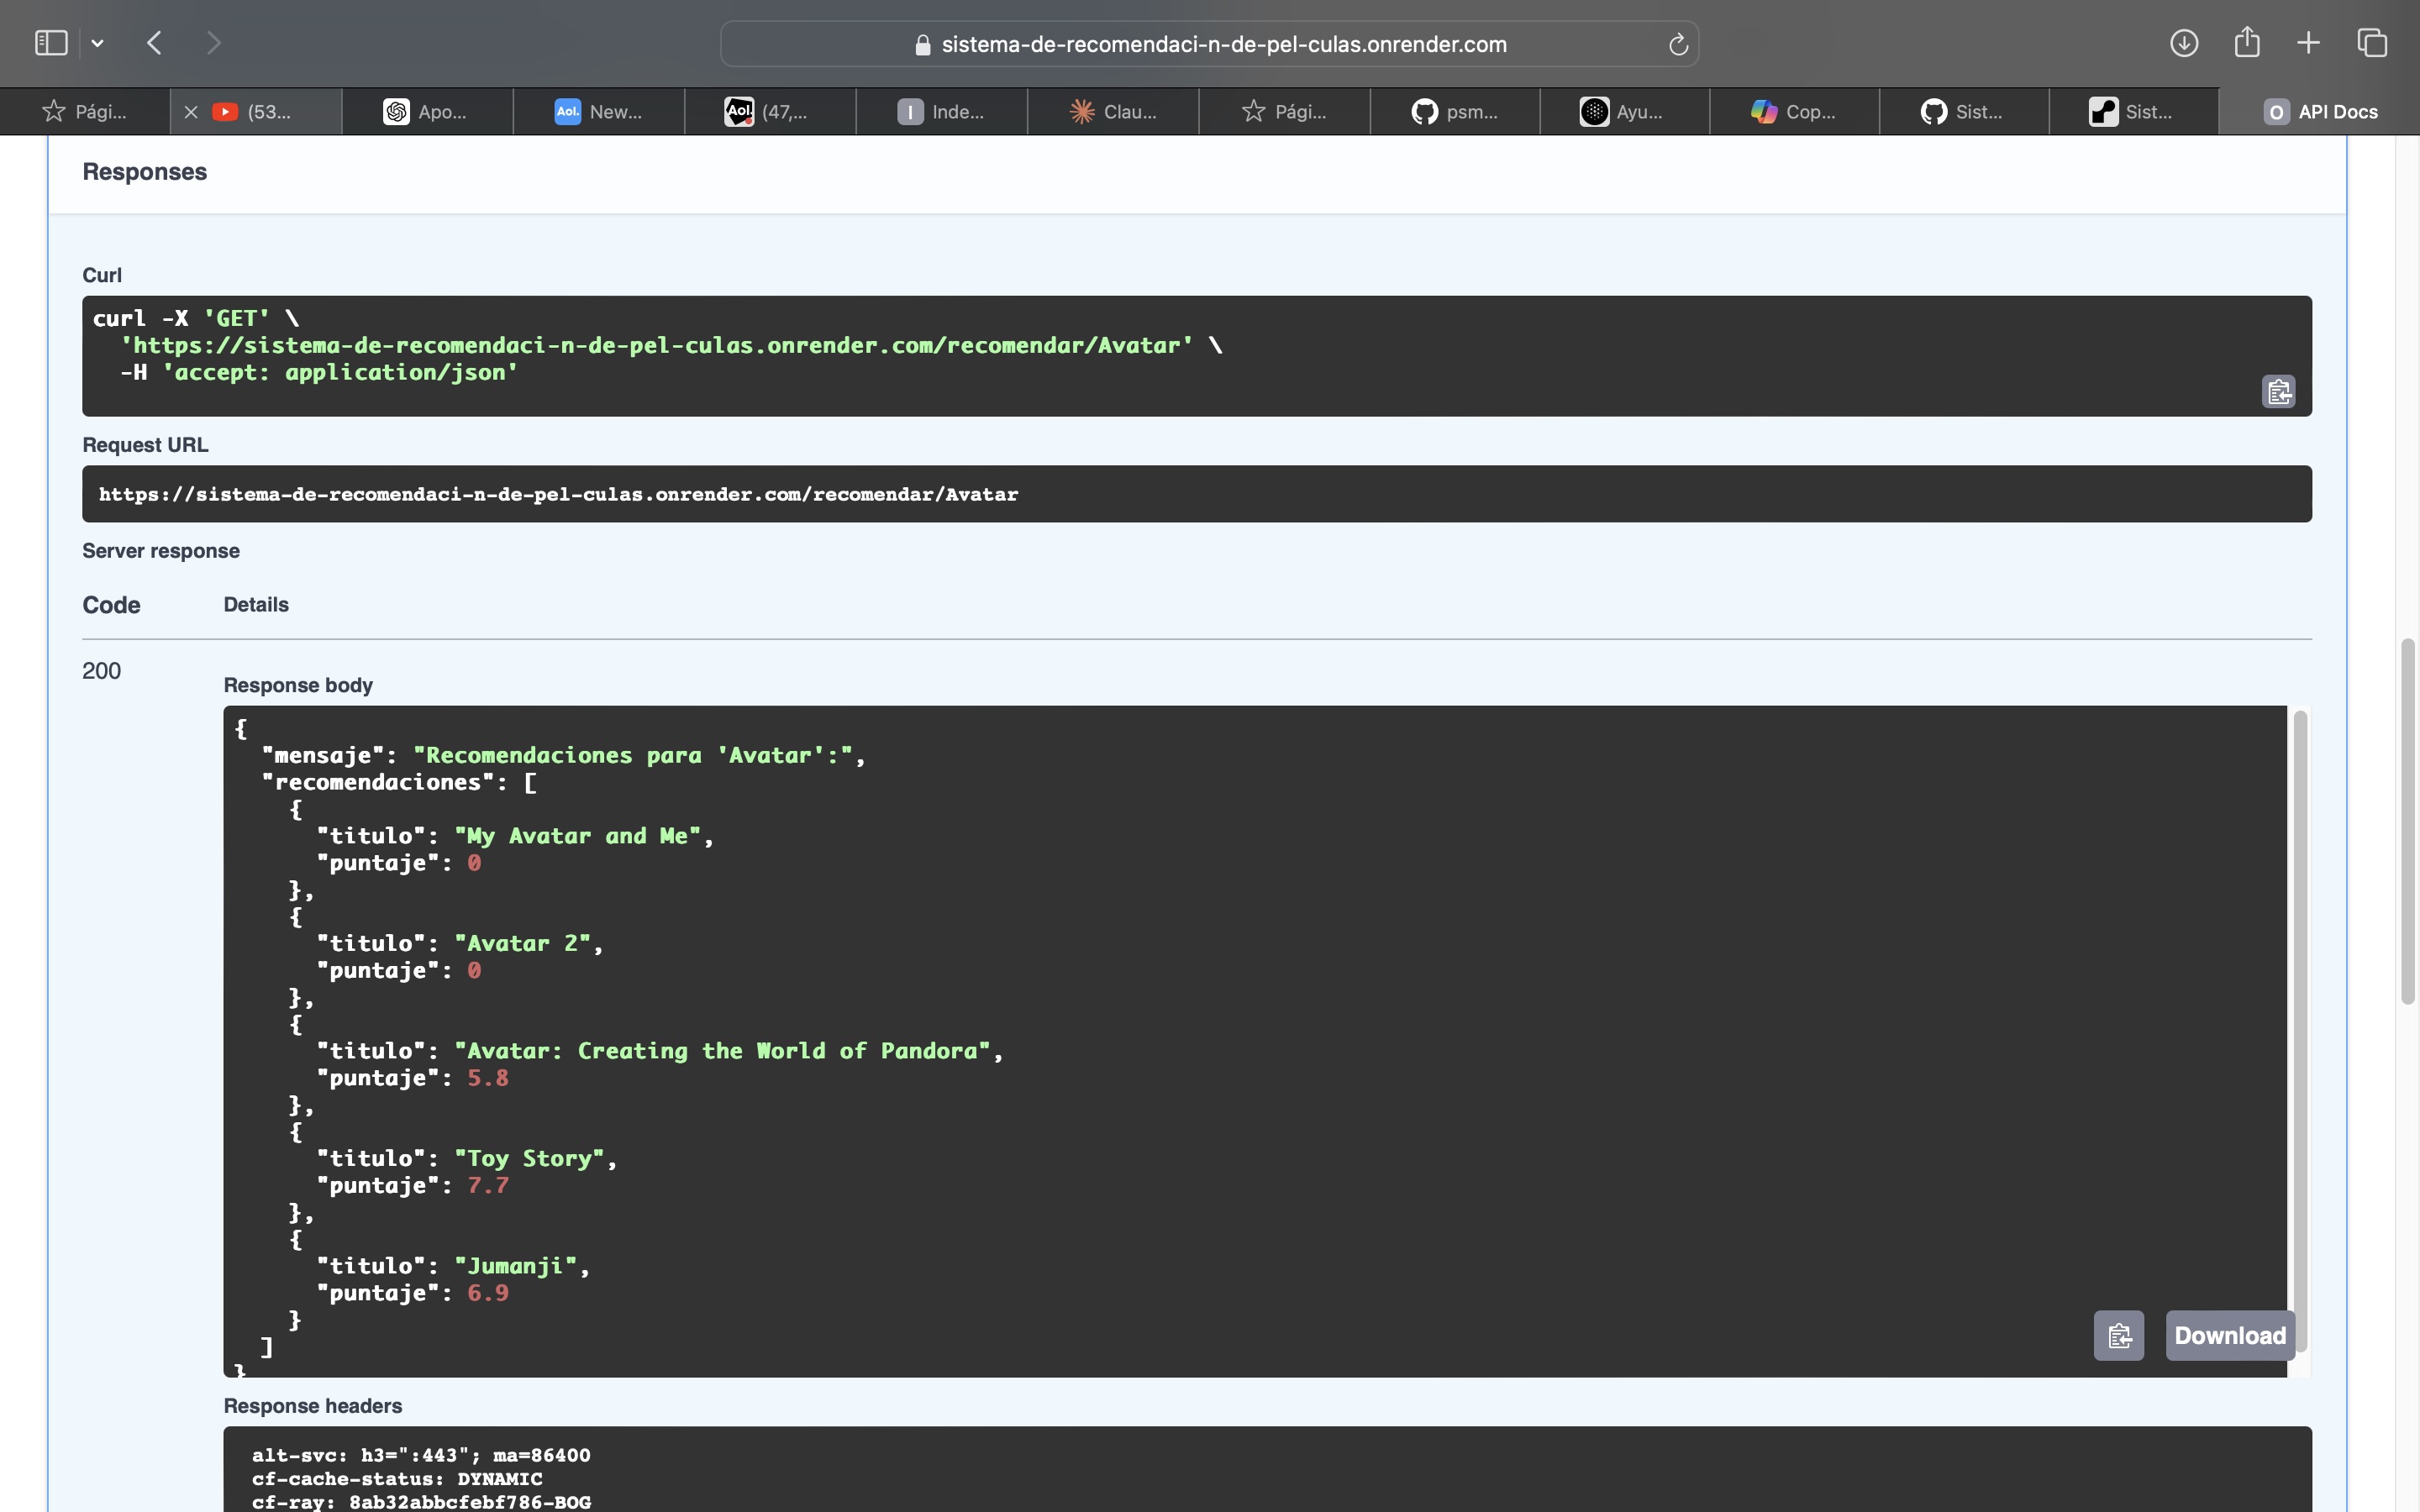 sistema-de-recomendaci-n-de-pel-culas.onrender.com
Pági...
(53...
Apo...
Aol.
New...
Aol!
(47,...
I
Inde...
Clau...
Pági...
psm...
Ayu...
Cop...
Sist...
Sist...
O
API Docs
Responses
Curl
curl -X 'GET' \
'https://sistema-de-recomendaci-n-de-pel-culas.onrender.com/recomendar/Avatar' \
-H 'accept: application/json'
Request URL
https://sistema-de-recomendaci-n-de-pel-culas.onrender.com/recomendar/Avatar
Server response
Code
Details
200
Response body
{
"mensaje": "Recomendaciones para 'Avatar':",
"recomendaciones": [
{
"titulo": "My Avatar and Me",
"puntaje": 0
},
{
"titulo": "Avatar 2",
"puntaje": 0
},
{
"titulo": "Avatar: Creating the World of Pandora",
"puntaje": 5.8
},
{
"titulo": "Toy Story",
"puntaje": 7.7
},
{
"titulo": "Jumanji",
"puntaje": 6.9
}
]
}
Download
Response headers
alt-svc: h3=":443"; ma=86400
cf-cache-status: DYNAMIC
cf-ray: 8ab32abbcfebf786-BOG